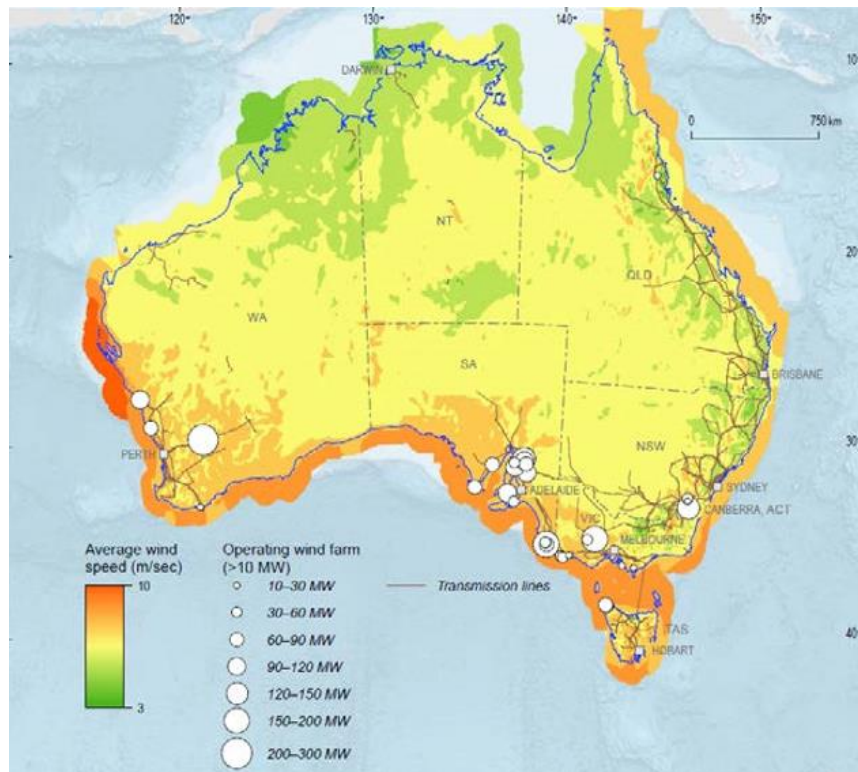 120°
130°
140°
150°
10°
DARWIN
0
750 km
NT
20°
QLD
WA
SA
BRISBANE
30°
PERTH
NSW
ADELAIDE
SYDNEY
CANBERRA, ACT
VIC
MELBOURNE
Average wind
speed (m/sec)
10
3
Operating wind farm
(>10 MW)
10–30 MW
30–60 MW
60–90 MW
90–120 MW
120–150 MW
150–200 MW
200–300 MW
Transmission lines
TAS
40°
HOBART